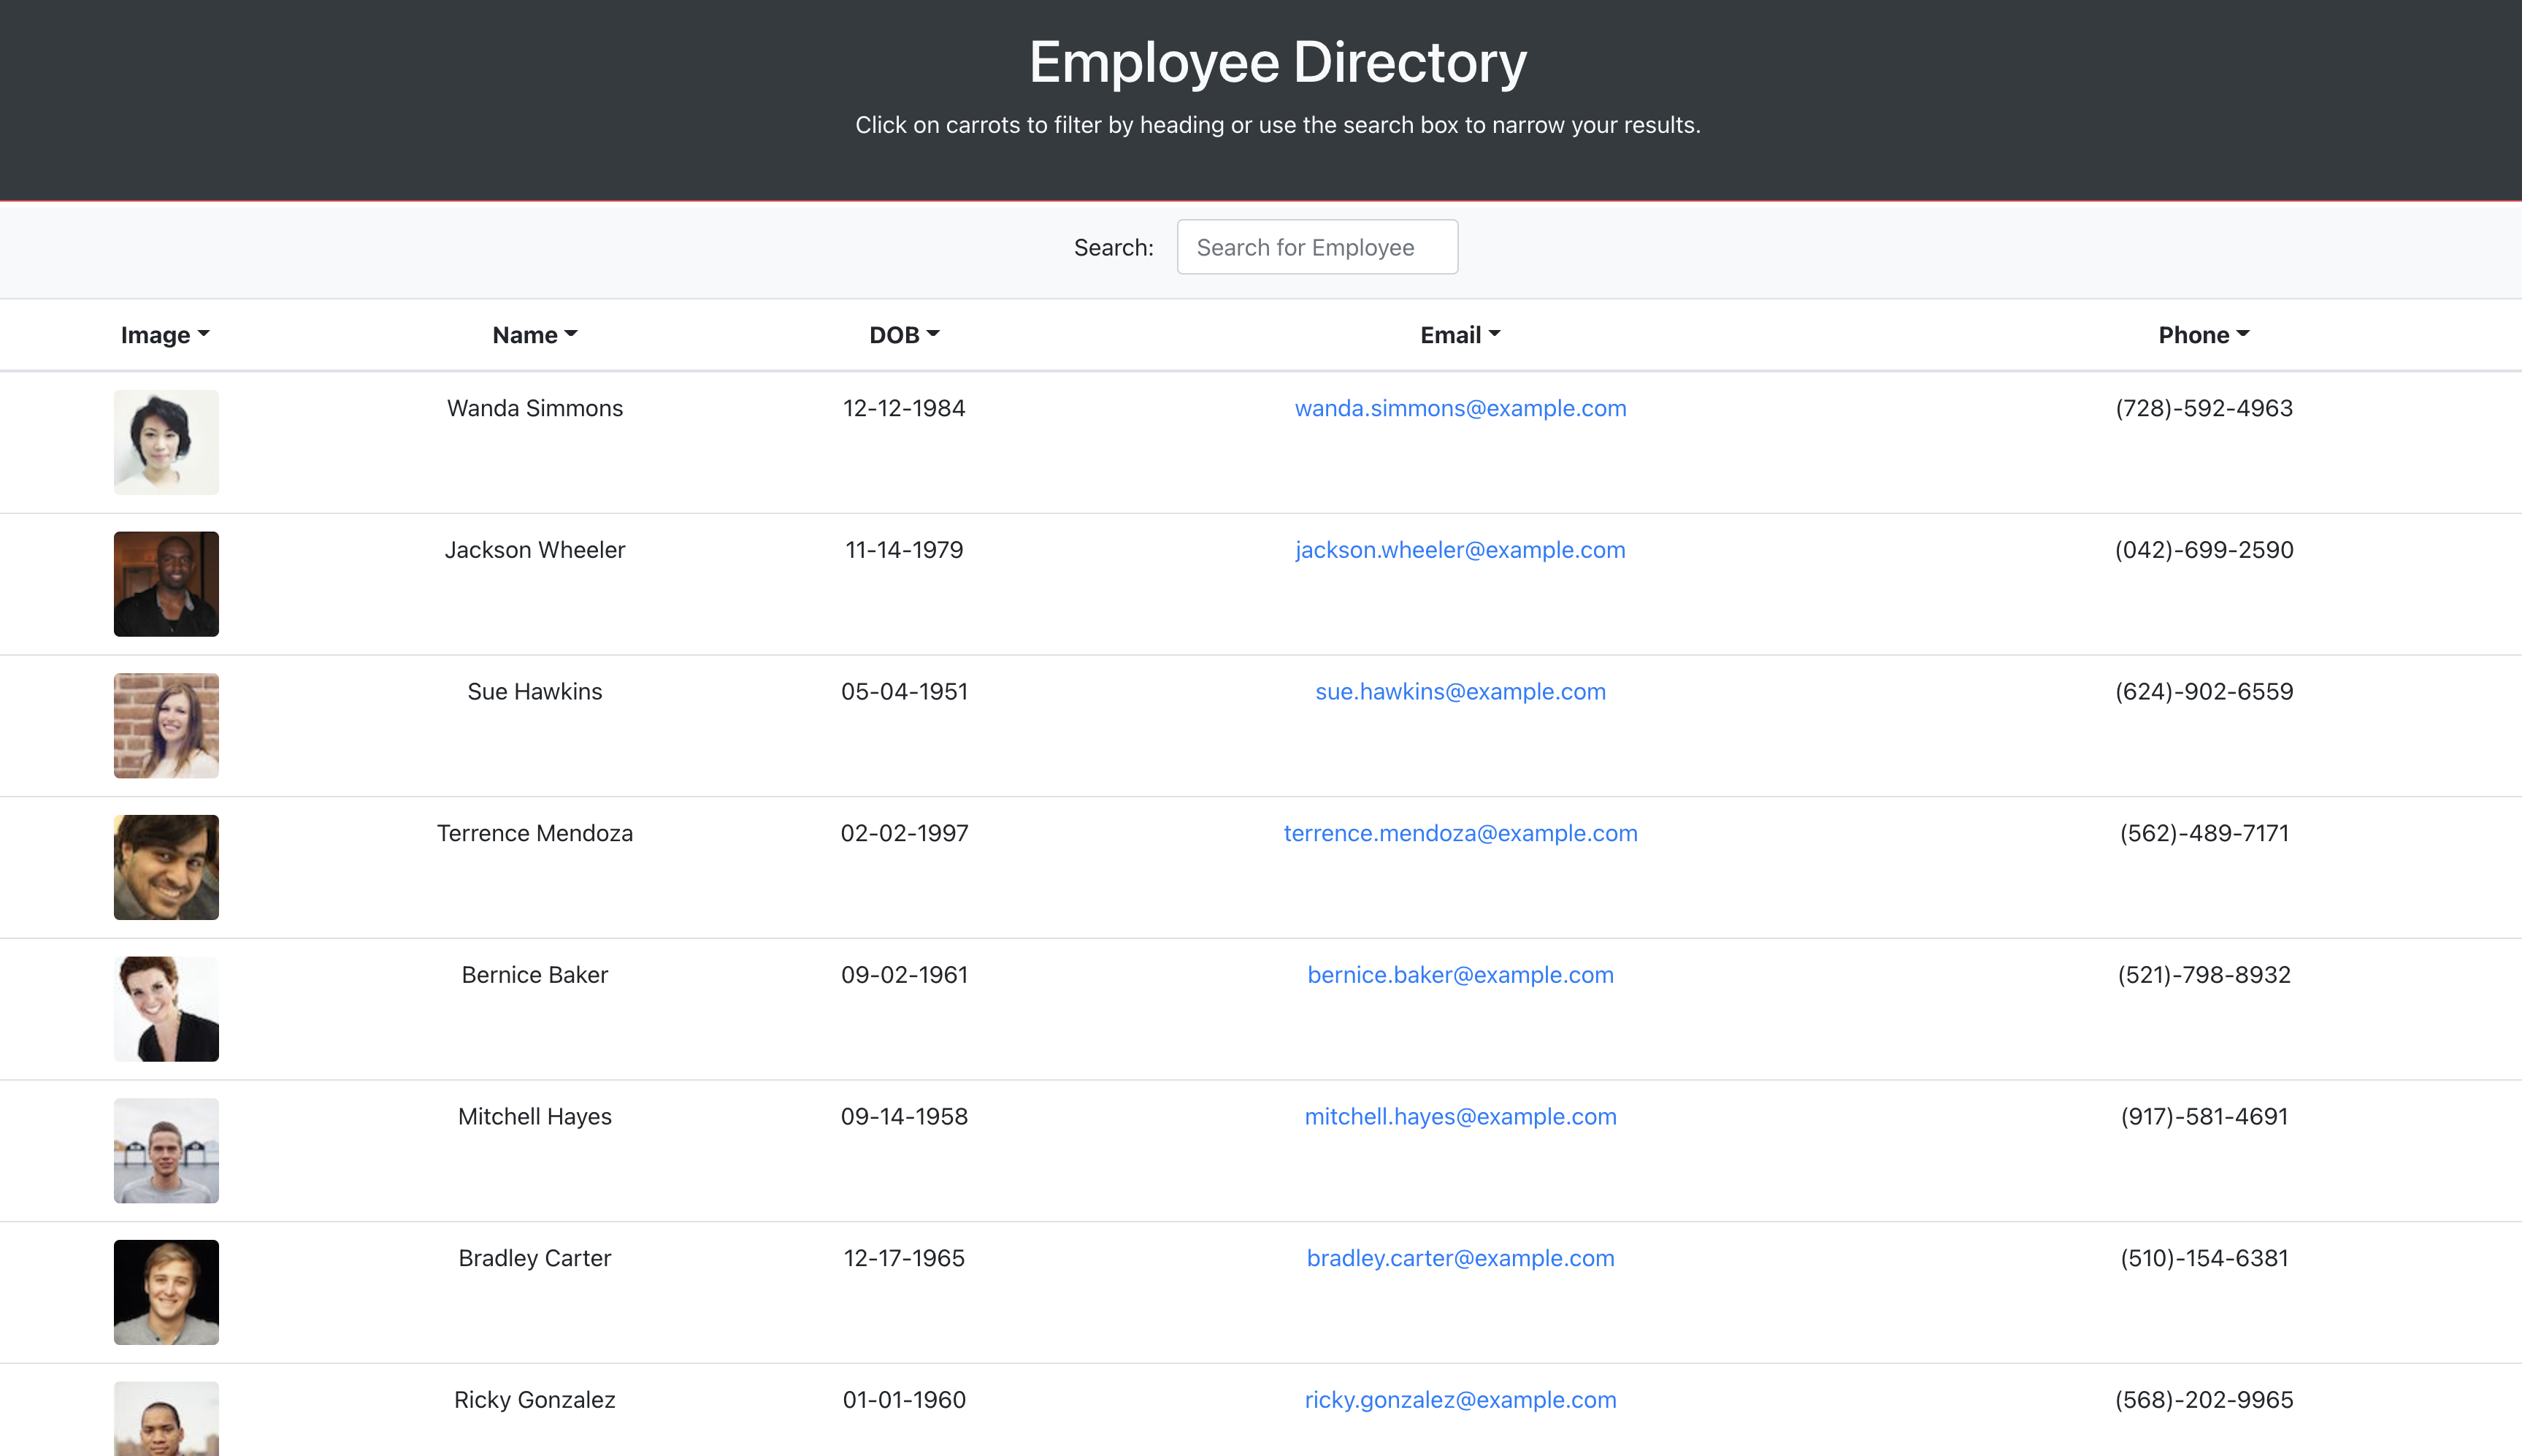 Employee Directory
Click on carrots to filter by heading or use the search box to narrow your results.
Search: Search for Employee
Image Name DOB Email Phone
Wanda Simmons 12-12-1984 wanda.simmons@example.com (728)-592-4963
Jackson Wheeler 11-14-1979 jackson.wheeler@example.com (042)-699-2590
Sue Hawkins 05-04-1951 sue.hawkins@example.com (624)-902-6559
Terrence Mendoza 02-02-1997 terrence.mendoza@example.com (562)-489-7171
Bernice Baker 09-02-1961 bernice.baker@example.com (521)-798-8932
Mitchell Hayes 09-14-1958 mitchell.hayes@example.com (917)-581-4691
Bradley Carter 12-17-1965 bradley.carter@example.com (510)-154-6381
Ricky Gonzalez 01-01-1960 ricky.gonzalez@example.com (568)-202-9965